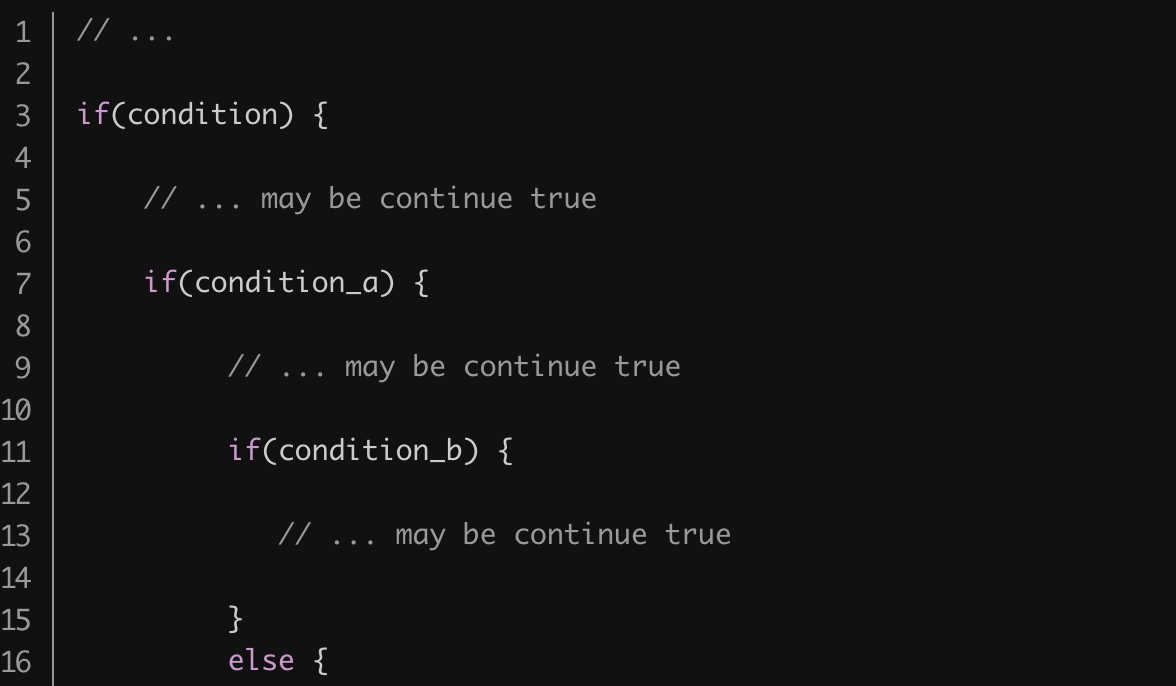 1 // ...
2
3 if(condition) {
4
5     // ... may be continue true
6
7     if(condition_a) {
8
9          // ... may be continue true
10
11          if(condition_b) {
12
13             // ... may be continue true
14
15          }
16          else {